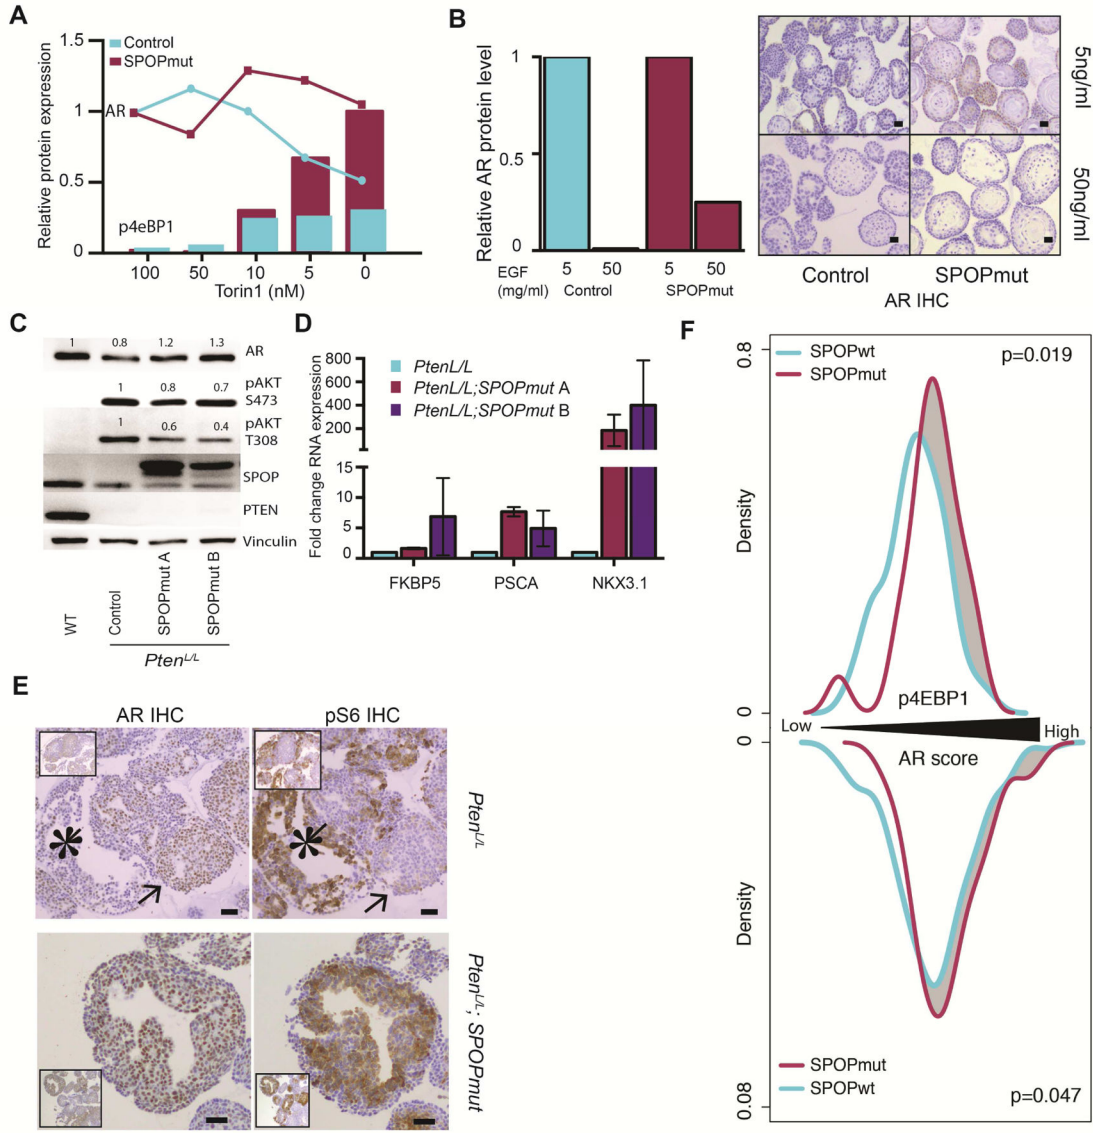 A
Relative protein expression
1.5
1
0.5
0
Control
SPOPmut
AR
p4eBP1
100
50
10
5
0
Torin1 (nM)
B
Relative AR protein level
1
0.5
0
EGF
(mg/ml)
5
50
5
50
Control
SPOPmut
5ng/ml
50ng/ml
Control
SPOPmut
AR IHC
C
1
0.8
1.2
1.3
AR
1
0.8
0.7
pAKT
S473
1
0.6
0.4
pAKT
T308
SPOP
PTEN
Vinculin
WT
Control
SPOPmut A
SPOPmut B
PtenL/L
D
Fold change RNA expression
800
600
400
200
15
10
5
0
PtenL/L
PtenL/L;SPOPmut A
PtenL/L;SPOPmut B
FKBP5
PSCA
NKX3.1
E
AR IHC
pS6 IHC
PtenL/L
PtenL/L; SPOPmut
F
0.8
SPOPwt
SPOPmut
p=0.019
Density
p4EBP1
0
Low
High
0
AR score
Density
SPOPmut
SPOPwt
0.08
p=0.047